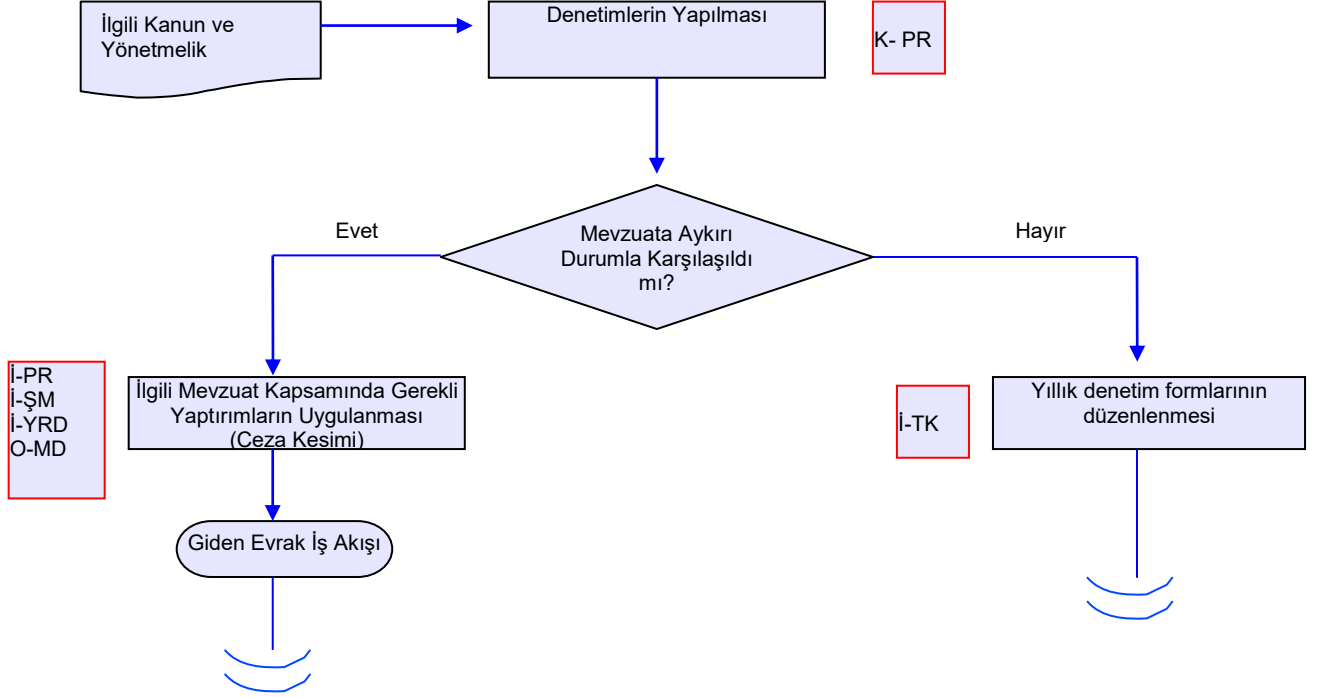 İlgili Kanun ve
Yönetmelik
Denetimlerin Yapılması
K- PR
Mevzuata Aykırı
Durumla Karşılaşıldı
mı?
Evet
Hayır
İ-PR
İ-ŞM
İ-YRD
O-MD
İlgili Mevzuat Kapsamında Gerekli
Yaptırımların Uygulanması
(Ceza Kesimi)
İ-TK
Yıllık denetim formlarının
düzenlenmesi
Giden Evrak İş Akışı